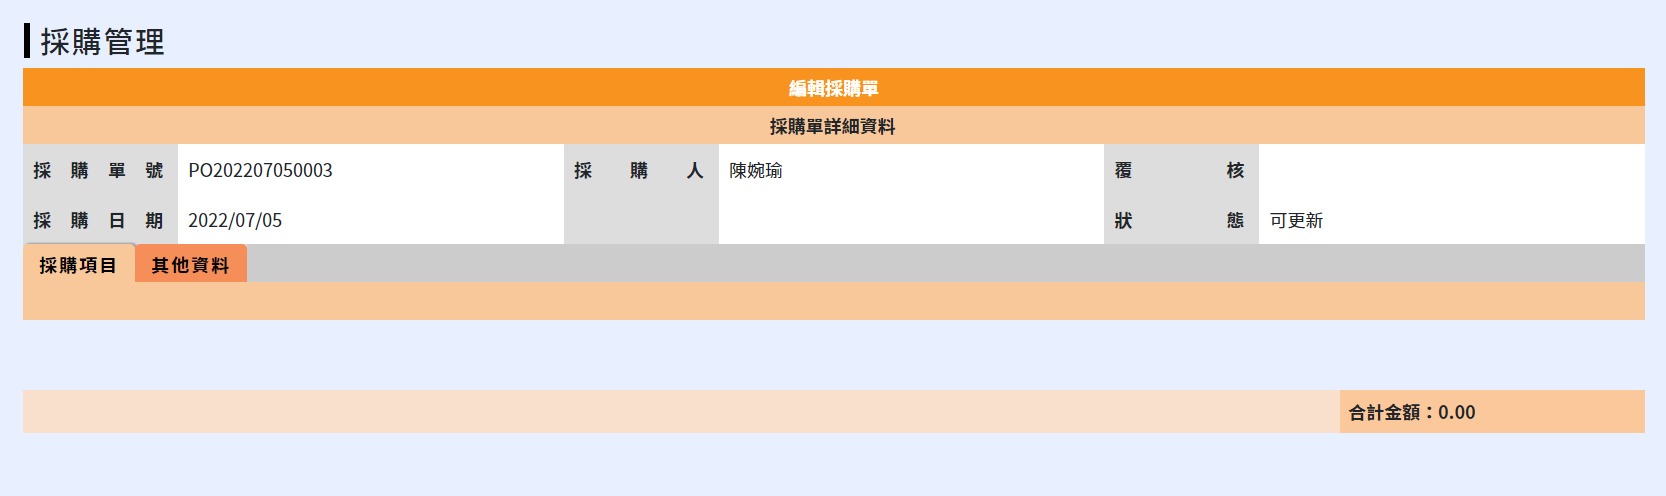 採購管理
編輯採購單
採購單詳細資料
採購單號 PO202207050003 採購人 陳婉瑜 覆核
採購日期 2022/07/05 狀態 可更新
採購項目 其他資料
合計金額：0.00